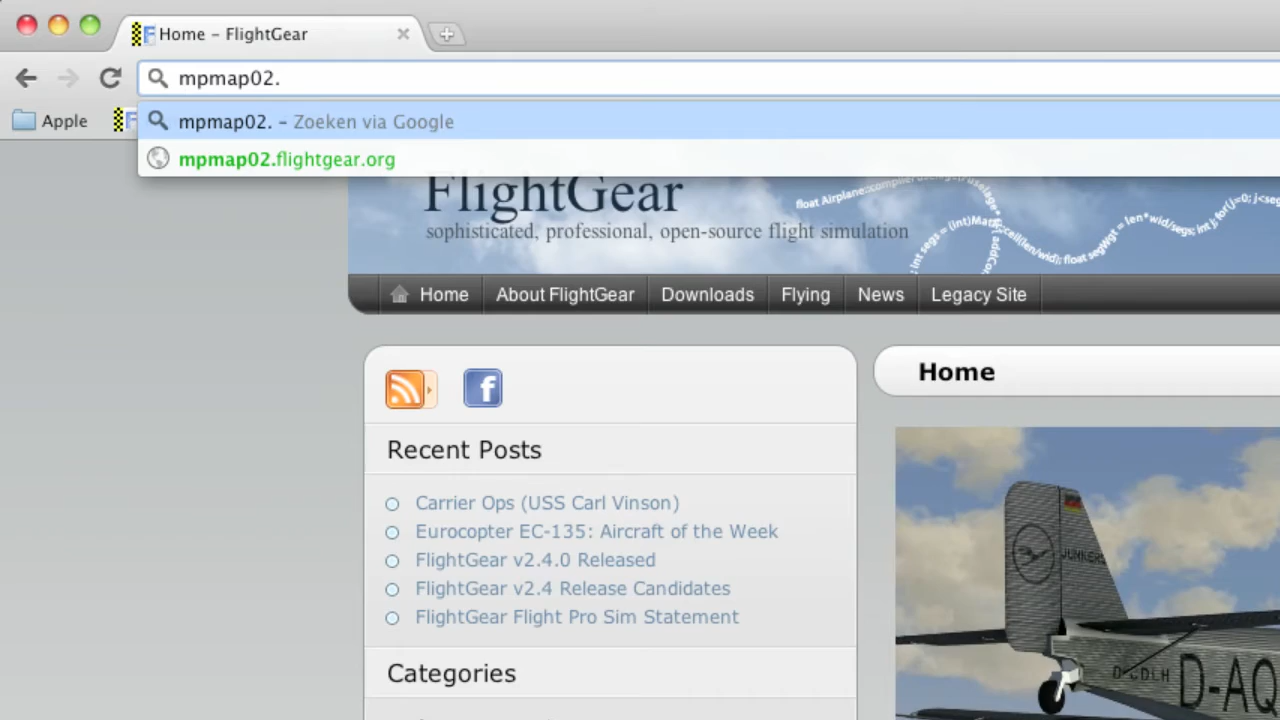 Home – FlightGear
mpmap02.
Apple
mpmap02. – Zoeken via Google
mpmap02.flightgear.org
FlightGear
sophisticated, professional, open-source flight simulation
Home
About FlightGear
Downloads
Flying
News
Legacy Site
Recent Posts
Carrier Ops (USS Carl Vinson)
Eurocopter EC-135: Aircraft of the Week
FlightGear v2.4.0 Released
FlightGear v2.4 Release Candidates
FlightGear Flight Pro Sim Statement
Categories
Home
JUNKERS
D-CDLH
D-AQ